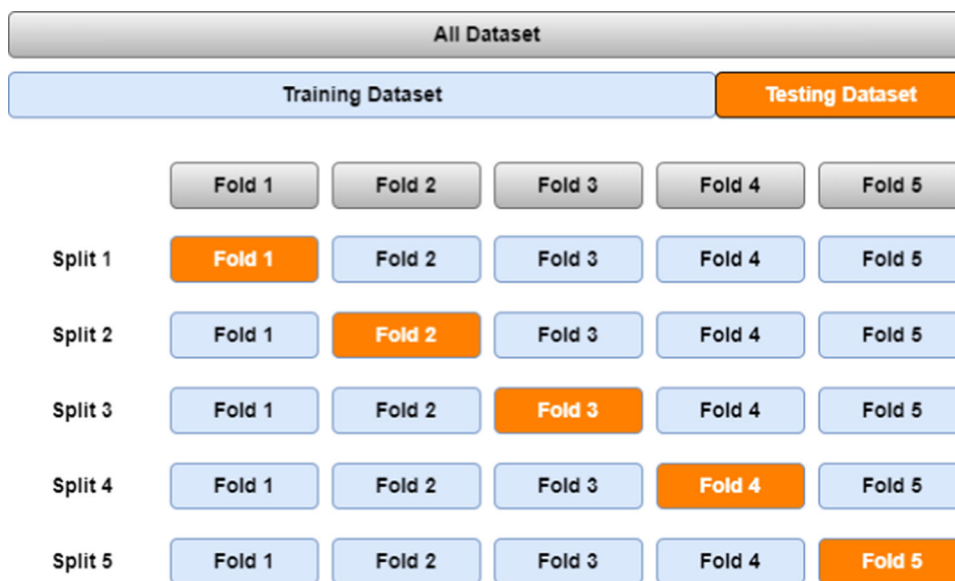 All Dataset
Training Dataset Testing Dataset
Fold 1 Fold 2 Fold 3 Fold 4 Fold 5
Split 1 Fold 1 Fold 2 Fold 3 Fold 4 Fold 5
Split 2 Fold 1 Fold 2 Fold 3 Fold 4 Fold 5
Split 3 Fold 1 Fold 2 Fold 3 Fold 4 Fold 5
Split 4 Fold 1 Fold 2 Fold 3 Fold 4 Fold 5
Split 5 Fold 1 Fold 2 Fold 3 Fold 4 Fold 5